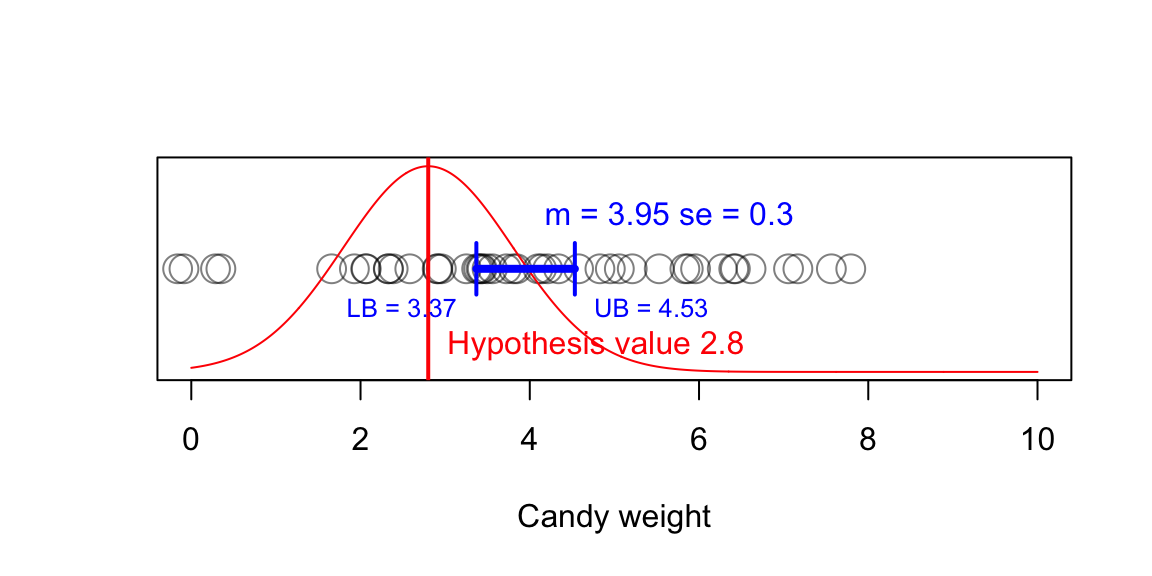 m = 3.95 se = 0.3
LB = 3.37
UB = 4.53
Hypothesis value 2.8
0 2 4 6 8 10
Candy weight